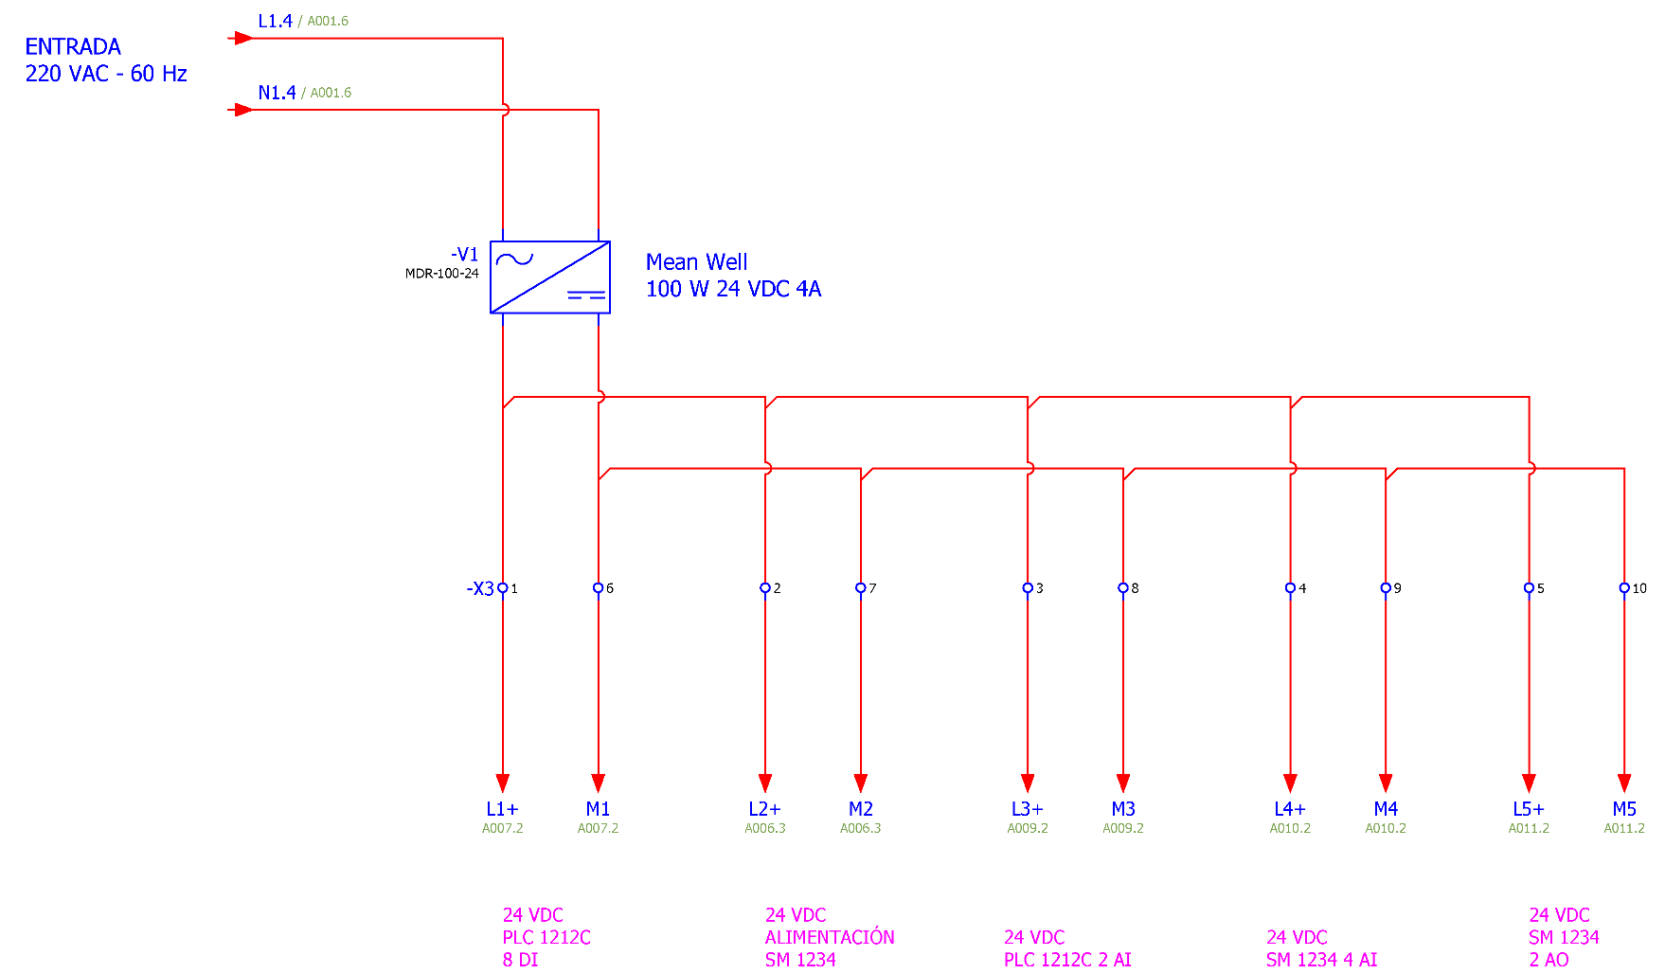 L1.4 / A001.6
ENTRADA
220 VAC - 60 Hz
N1.4 / A001.6
-V1
MDR-100-24
Mean Well
100 W 24 VDC 4A
-X3 1 6 2 7 3 8 4 9 5 10
L1+ M1 L2+ M2 L3+ M3 L4+ M4 L5+ M5
A007.2 A007.2 A006.3 A006.3 A009.2 A009.2 A010.2 A010.2 A011.2 A011.2
24 VDC
PLC 1212C
8 DI
24 VDC
ALIMENTACIÓN
SM 1234
24 VDC
PLC 1212C 2 AI
24 VDC
SM 1234 4 AI
24 VDC
SM 1234
2 AO